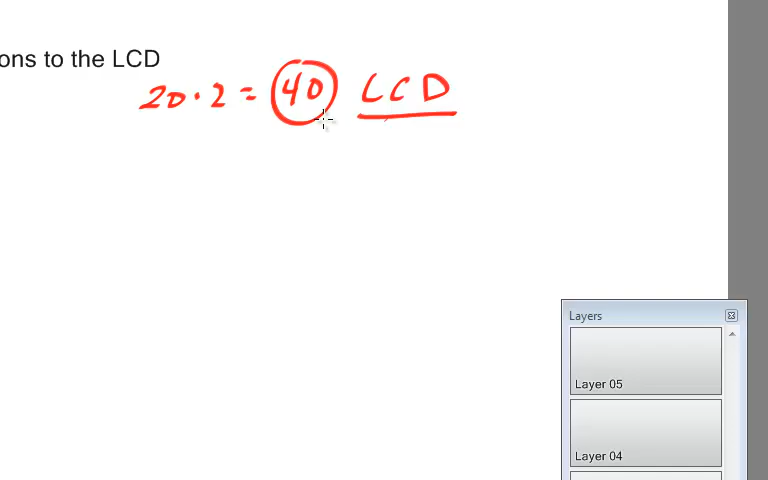 ons to the LCD
20 · 2 = 40 LCD
Layers
Layer 05
Layer 04